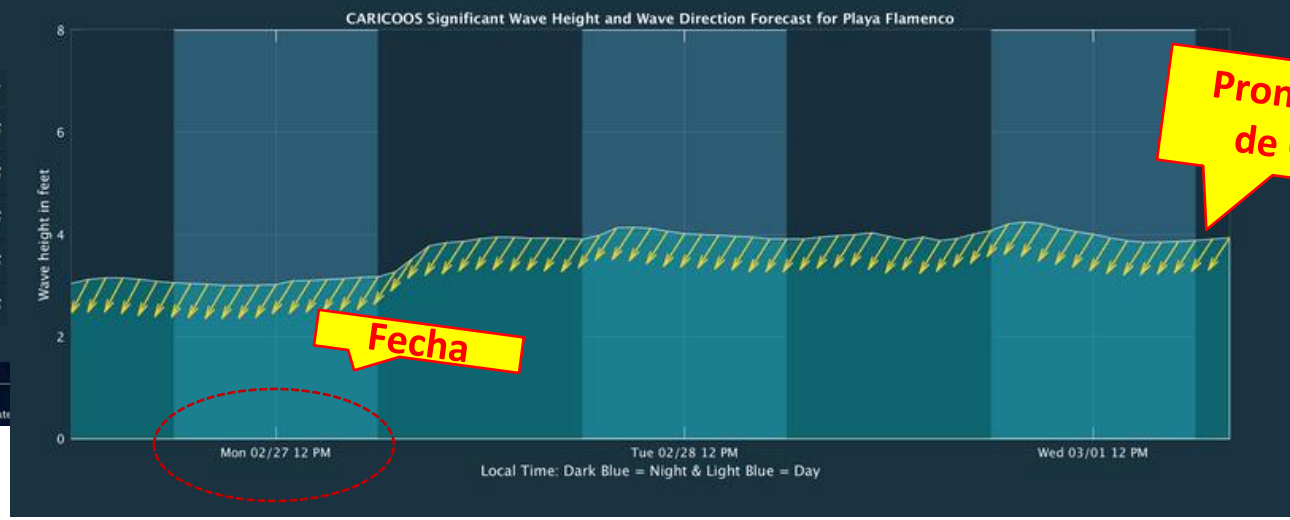 CARICOOS Significant Wave Height and Wave Direction Forecast for Playa Flamenco
8
6
4
2
0
Wave height in feet
de
Fecha
Mon 02/27 12 PM
Tue 02/28 12 PM
Wed 03/01 12 PM
Local Time: Dark Blue = Night & Light Blue = Day